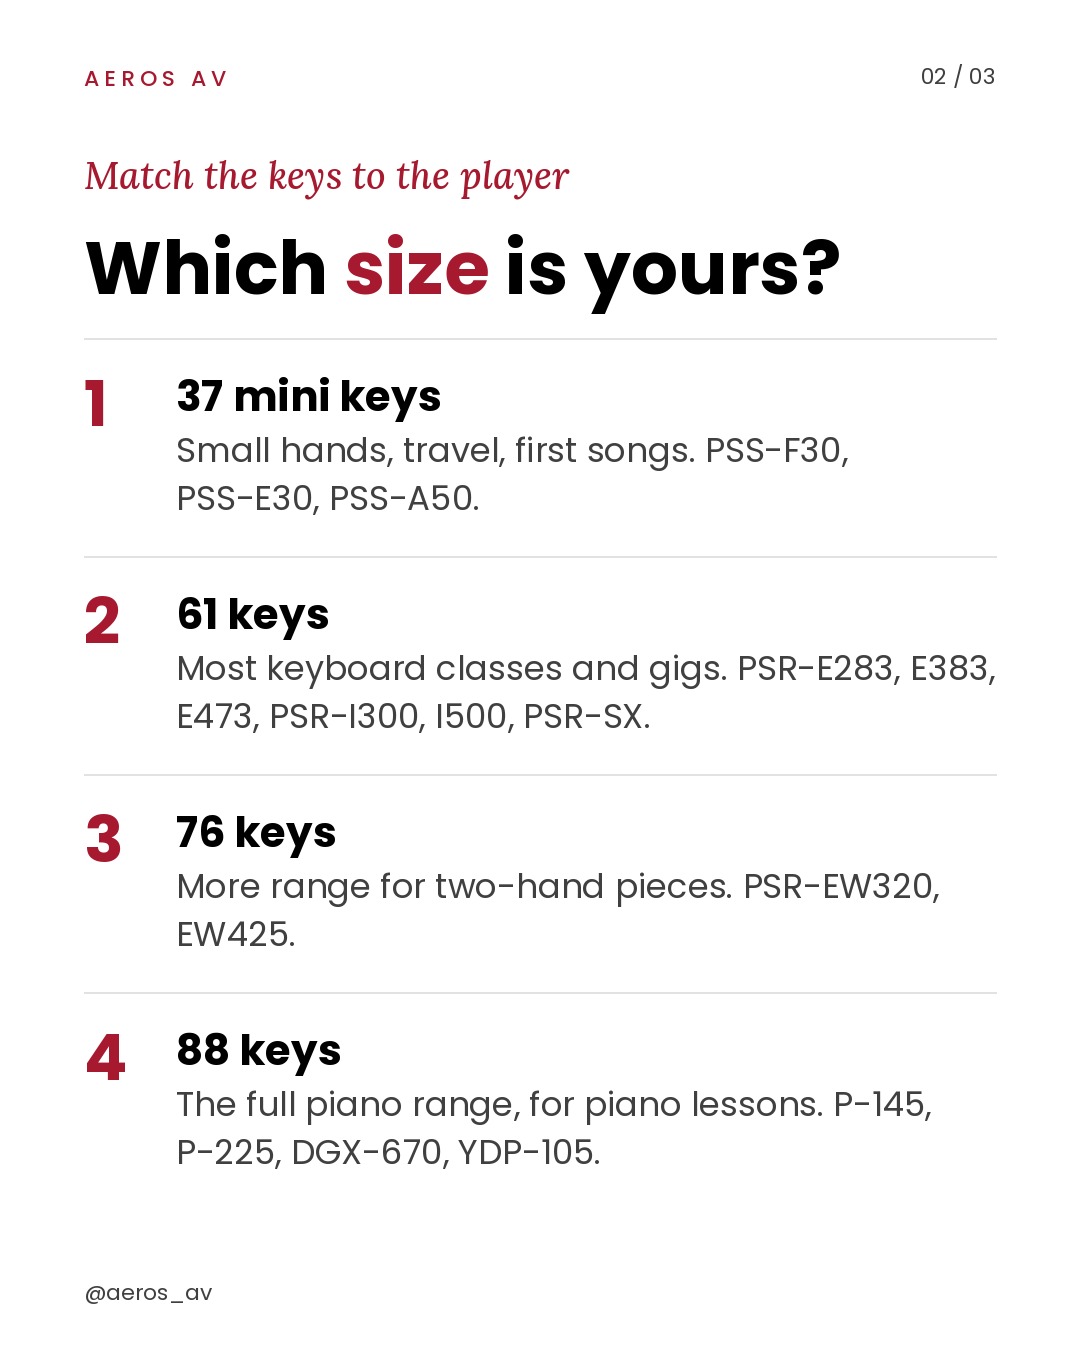 AEROS AV
02 / 03
Match the keys to the player
Which size is yours?
1
37 mini keys
Small hands, travel, first songs. PSS-F30,
PSS-E30, PSS-A50.
2
61 keys
Most keyboard classes and gigs. PSR-E283, E383,
E473, PSR-I300, I500, PSR-SX.
3
76 keys
More range for two-hand pieces. PSR-EW320,
EW425.
4
88 keys
The full piano range, for piano lessons. P-145,
P-225, DGX-670, YDP-105.
@aeros_av